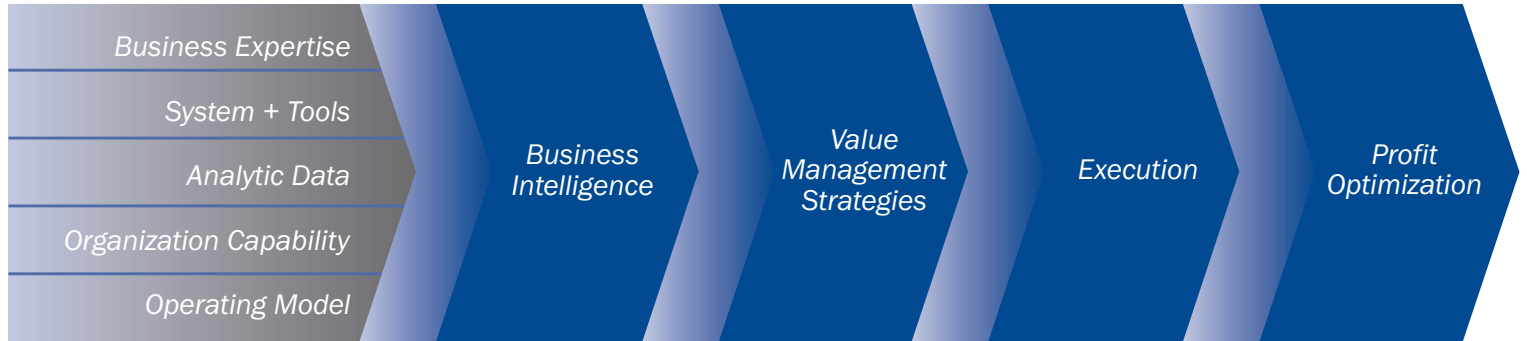 Business Expertise
System + Tools
Analytic Data
Organization Capability
Operating Model
Business
Intelligence
Value
Management
Strategies
Execution
Profit
Optimization